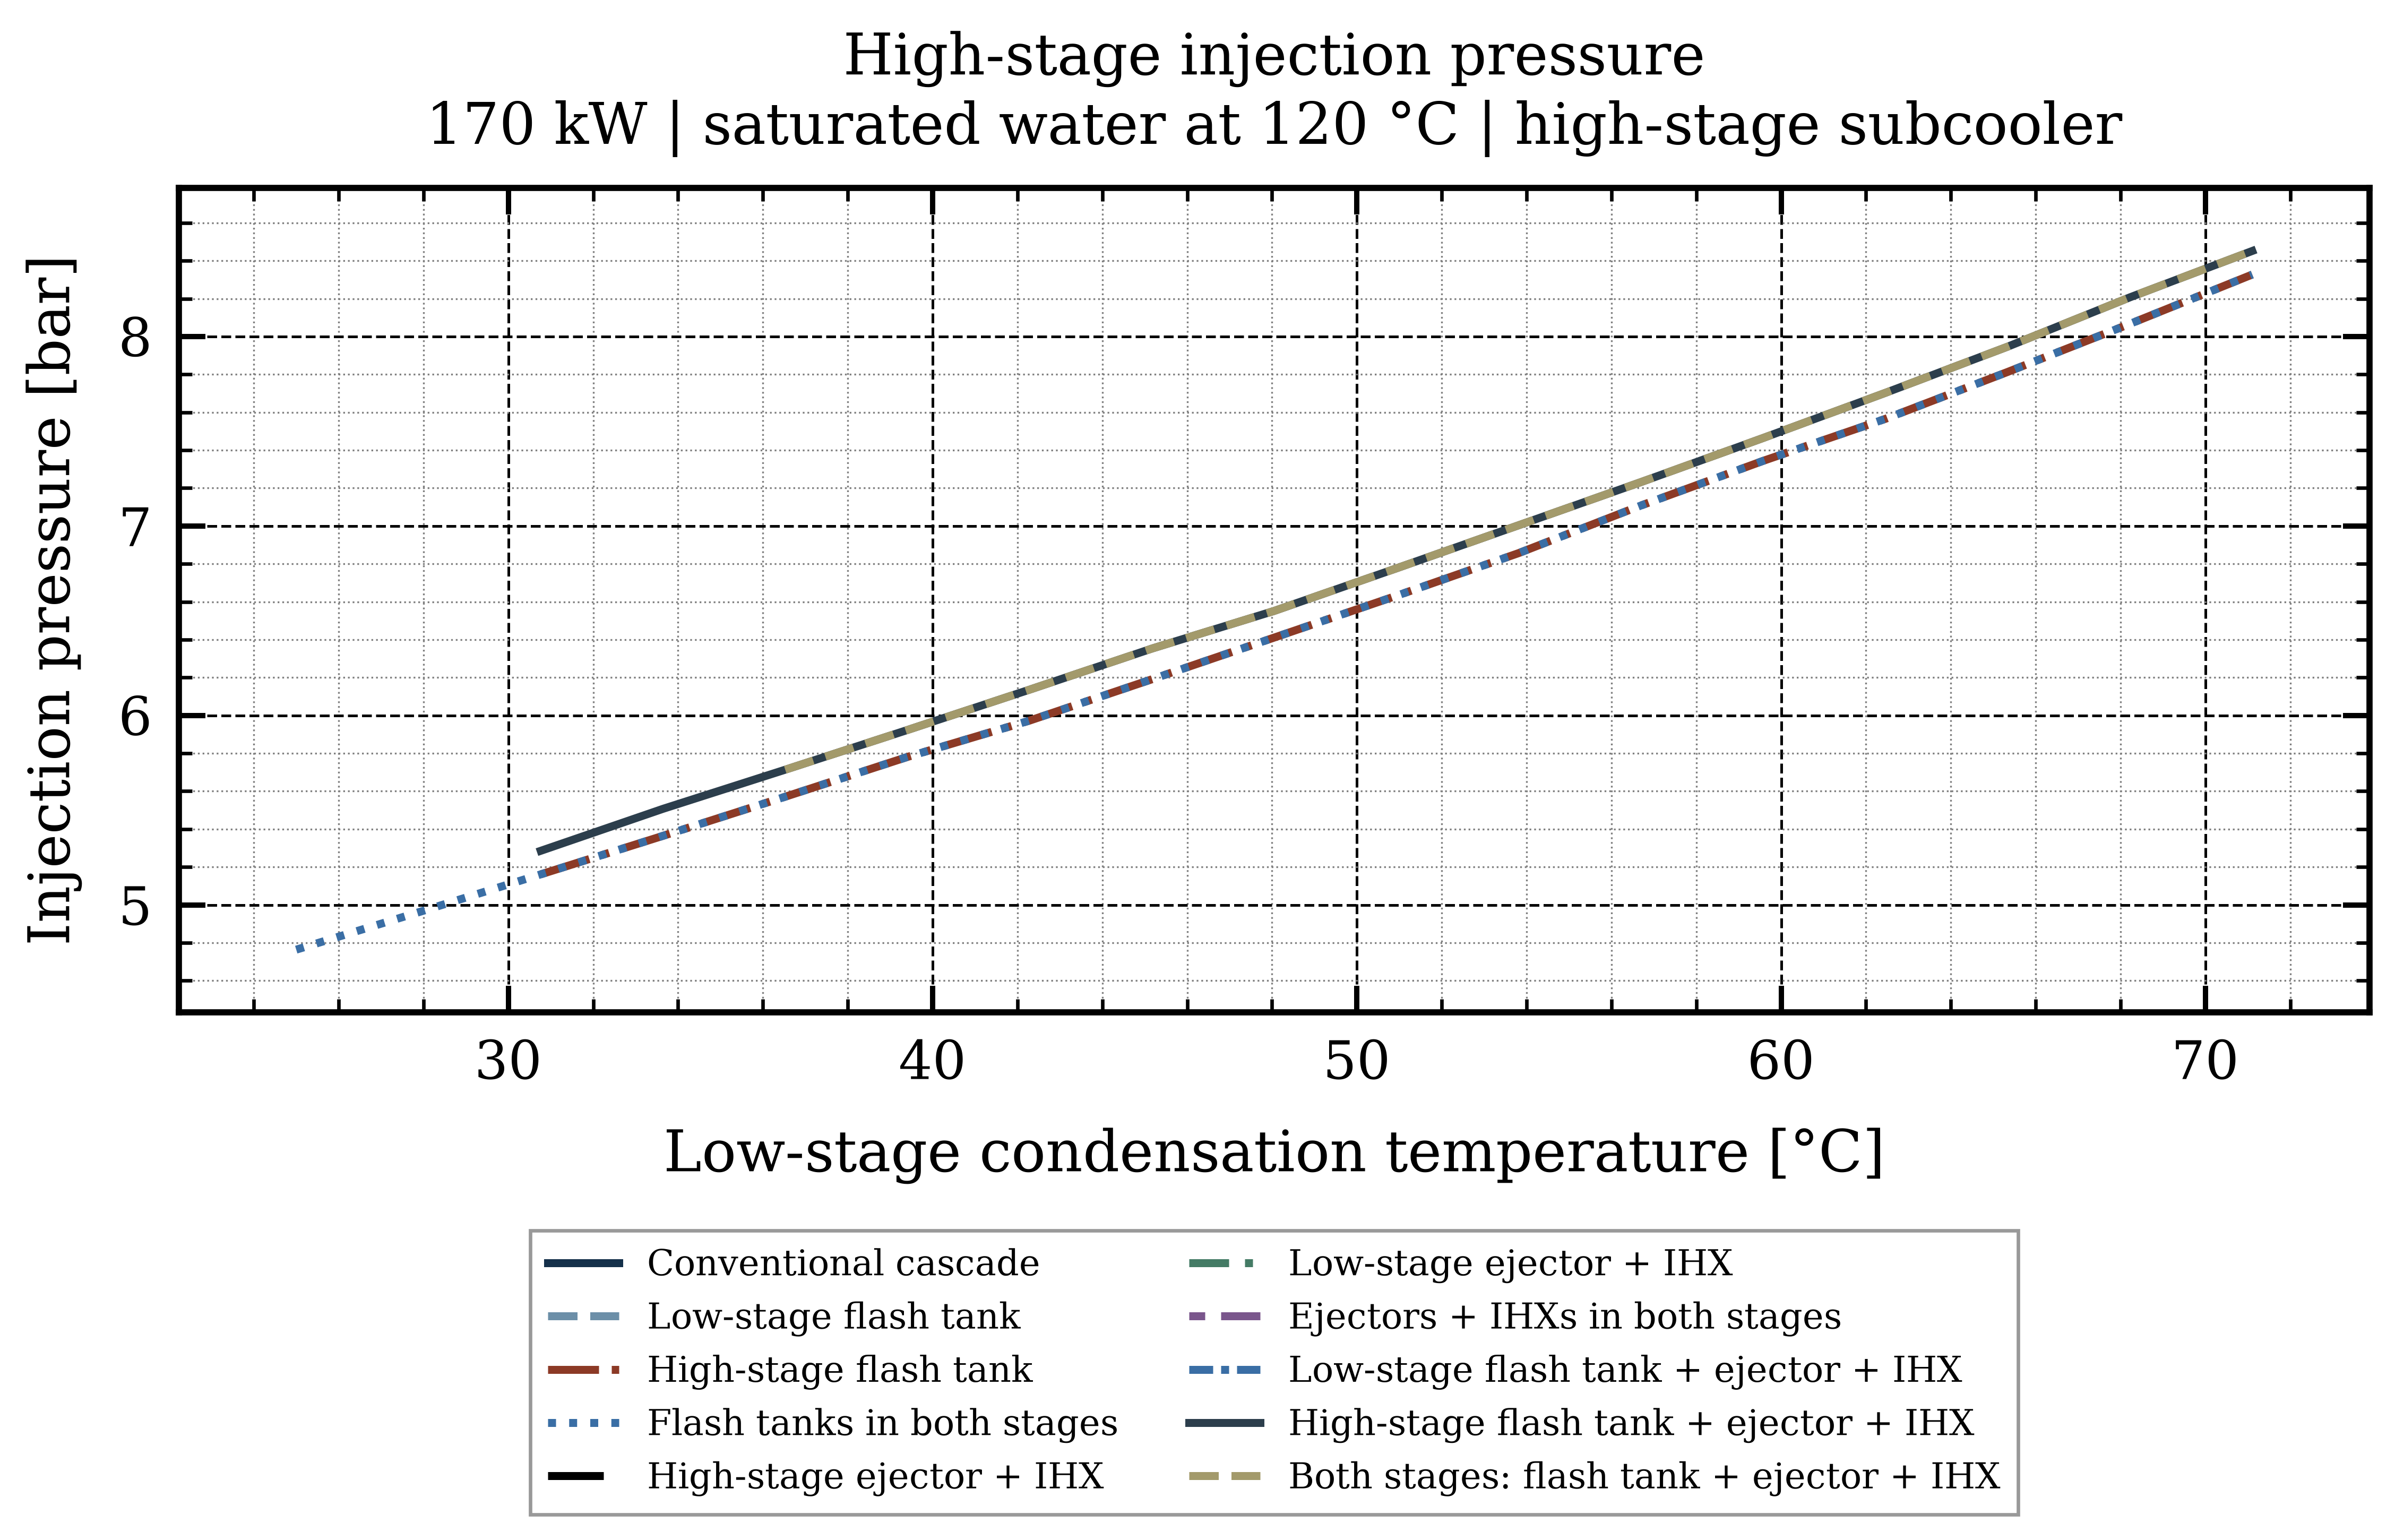 High-stage injection pressure
170 kW | saturated water at 120 °C | high-stage subcooler
Injection pressure [bar]
8
7
6
5
30 40 50 60 70
Low-stage condensation temperature [°C]
Conventional cascade
Low-stage flash tank
High-stage flash tank
Flash tanks in both stages
High-stage ejector + IHX
Low-stage ejector + IHX
Ejectors + IHXs in both stages
Low-stage flash tank + ejector + IHX
High-stage flash tank + ejector + IHX
Both stages: flash tank + ejector + IHX